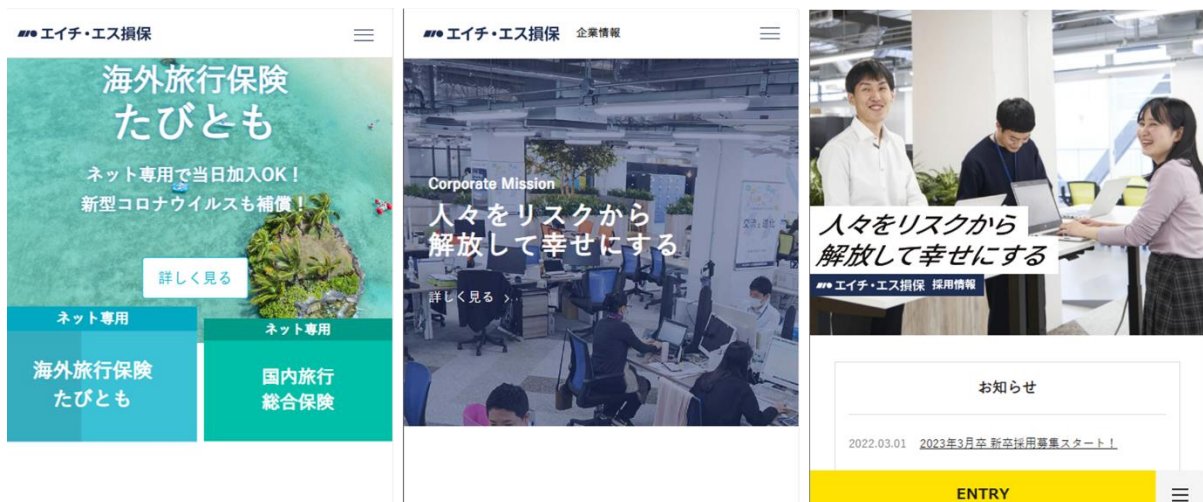 エイチ・エス損保
海外旅行保険
たびとも
ネット専用で当日加入OK！
新型コロナウイルスも補償！
詳しく見る
ネット専用
海外旅行保険
たびとも
ネット専用
国内旅行
総合保険
エイチ・エス損保 企業情報
Corporate Mission
人々をリスクから
解放して幸せにする
詳しく見る
交流と進化
人々をリスクから
解放して幸せにする
エイチ・エス損保 採用情報
お知らせ
2022.03.01 2023年3月卒 新卒採用募集スタート！
ENTRY